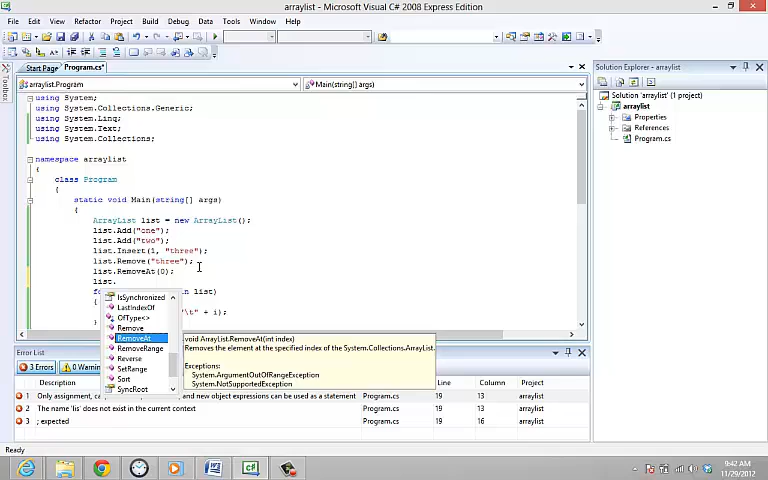 arraylist - Microsoft Visual C# 2008 Express Edition
File Edit View Refactor Project Build Debug Data Tools Window Help
Start Page Program.cs*
Solution Explorer - arraylist
arraylist.Program
Main(string[] args)
Toolbox
using System;
using System.Collections.Generic;
using System.Linq;
using System.Text;
using System.Collections;
namespace arraylist
{
class Program
{
static void Main(string[] args)
{
ArrayList list = new ArrayList();
list.Add("one");
list.Add("two");
list.Insert(1, "three");
list.Remove("three");
list.RemoveAt(0);
list.
in list)
{
"\t" + i);
}
IsSynchronized
LastIndexOf
OfType<>
Remove
RemoveAt
RemoveRange
Reverse
SetRange
Sort
SyncRoot
void ArrayList.RemoveAt(int index)
Removes the element at the specified index of the System.Collections.ArrayList.
Exceptions:
System.ArgumentOutOfRangeException
System.NotSupportedException
Solution 'arraylist' (1 project)
arraylist
Properties
References
Program.cs
Error List
3 Errors
0 Warnin
Description
Line Column Project
1 Only assignment, ca
and new object expressions can be used as a statement Program.cs 19 13 arraylist
2 The name 'lis' does not exist in the current context Program.cs 19 13 arraylist
3 ; expected Program.cs 19 16 arraylist
Ready
9:42 AM
11/29/2012